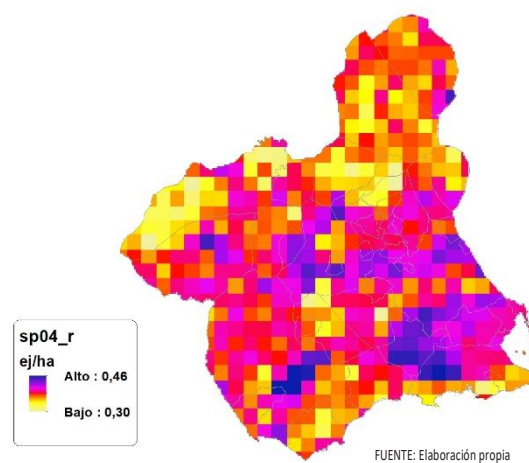 sp04_r
ej/ha
Alto : 0,46
Bajo : 0,30
FUENTE: Elaboración propia